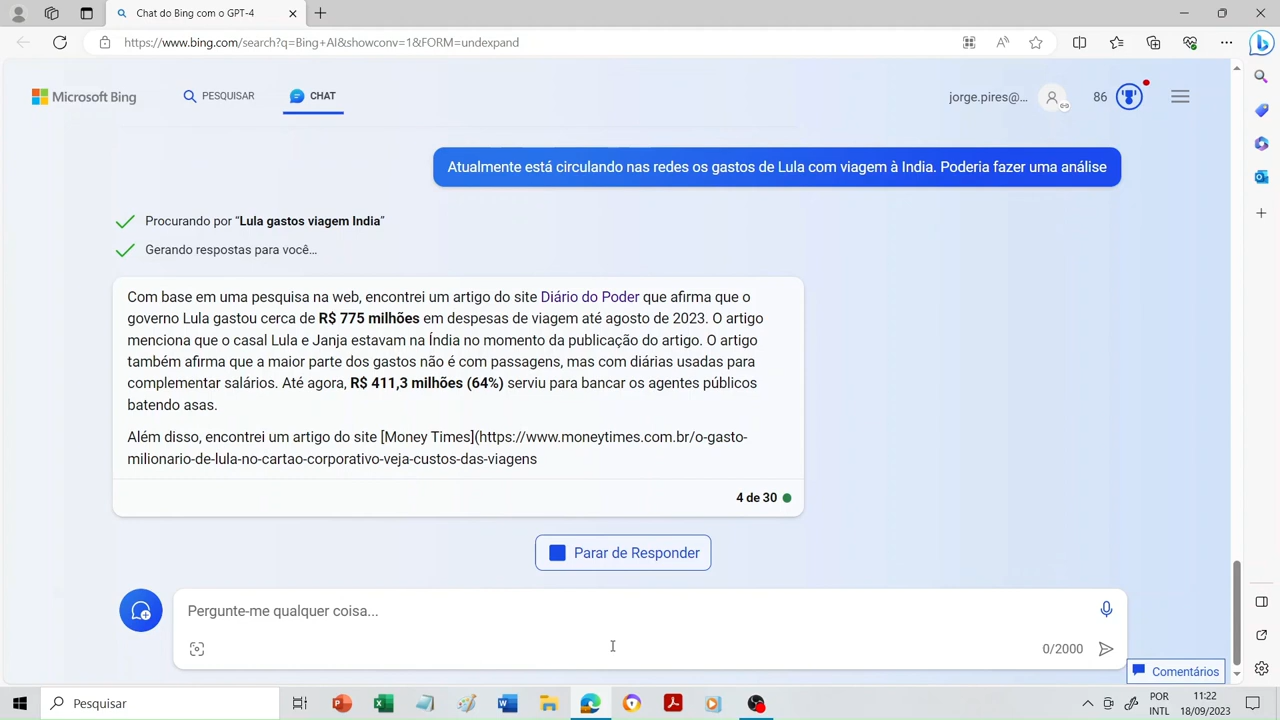 Chat do Bing com o GPT-4
https://www.bing.com/search?q=Bing+AI&showconv=1&FORM=undexpand
Microsoft Bing
PESQUISAR
CHAT
jorge.pires@...
86
Atualmente está circulando nas redes os gastos de Lula com viagem à India. Poderia fazer uma análise
Procurando por “Lula gastos viagem India”
Gerando respostas para você…
Com base em uma pesquisa na web, encontrei um artigo do site Diário do Poder que afirma que o
governo Lula gastou cerca de R$ 775 milhões em despesas de viagem até agosto de 2023. O artigo
menciona que o casal Lula e Janja estavam na Índia no momento da publicação do artigo. O artigo
também afirma que a maior parte dos gastos não é com passagens, mas com diárias usadas para
complementar salários. Até agora, R$ 411,3 milhões (64%) serviu para bancar os agentes públicos
batendo asas.
Além disso, encontrei um artigo do site [Money Times](https://www.moneytimes.com.br/o-gasto-
milionario-de-lula-no-cartao-corporativo-veja-custos-das-viagens
4 de 30
Parar de Responder
Pergunte-me qualquer coisa...
0/2000
Comentários
Pesquisar
POR
INTL
11:22
18/09/2023